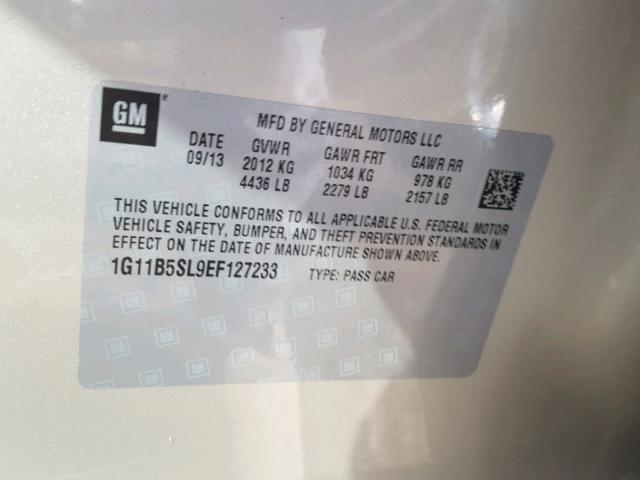 GM®
MFD BY GENERAL MOTORS LLC
DATE GVWR GAWR FRT GAWR RR
09/13 2012 KG 1034 KG 978 KG
4436 LB 2279 LB 2157 LB
THIS VEHICLE CONFORMS TO ALL APPLICABLE U.S. FEDERAL MOTOR
VEHICLE SAFETY, BUMPER, AND THEFT PREVENTION STANDARDS IN
EFFECT ON THE DATE OF MANUFACTURE SHOWN ABOVE.
1G11B5SL9EF127233 TYPE: PASS CAR